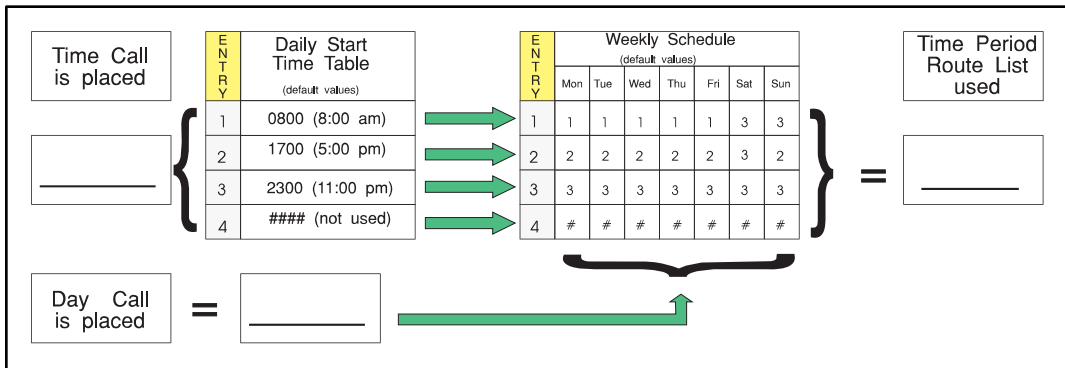 Time Call
is placed
ENTRY
Daily Start
Time Table
(default values)
1 0800 (8:00 am)
2 1700 (5:00 pm)
3 2300 (11:00 pm)
4 #### (not used)
ENTRY
Weekly Schedule
(default values)
Mon Tue Wed Thu Fri Sat Sun
1 1 1 1 1 1 3 3
2 2 2 2 2 2 3 2
3 3 3 3 3 3 3 3
4 # # # # # # #
=
Time Period
Route List
used
Day Call
is placed
=